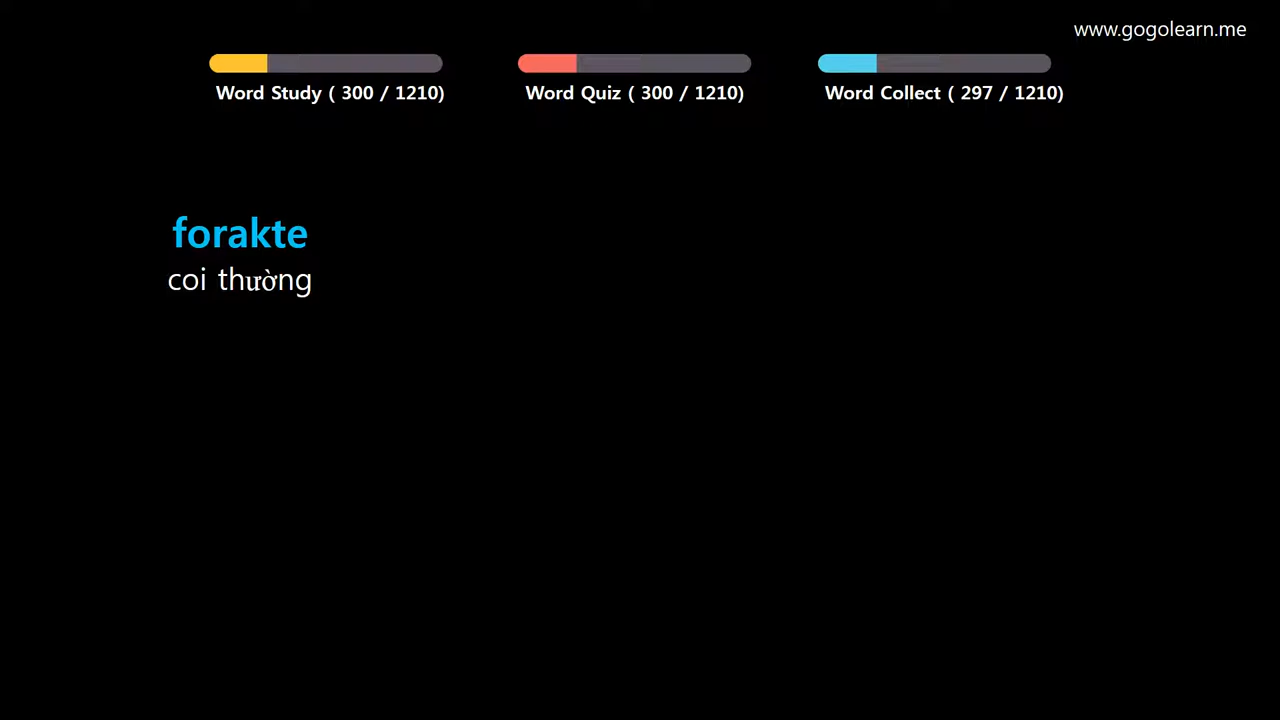 www.gogolearn.me
Word Study ( 300 / 1210)
Word Quiz ( 300 / 1210)
Word Collect ( 297 / 1210)
forakte
coi thường